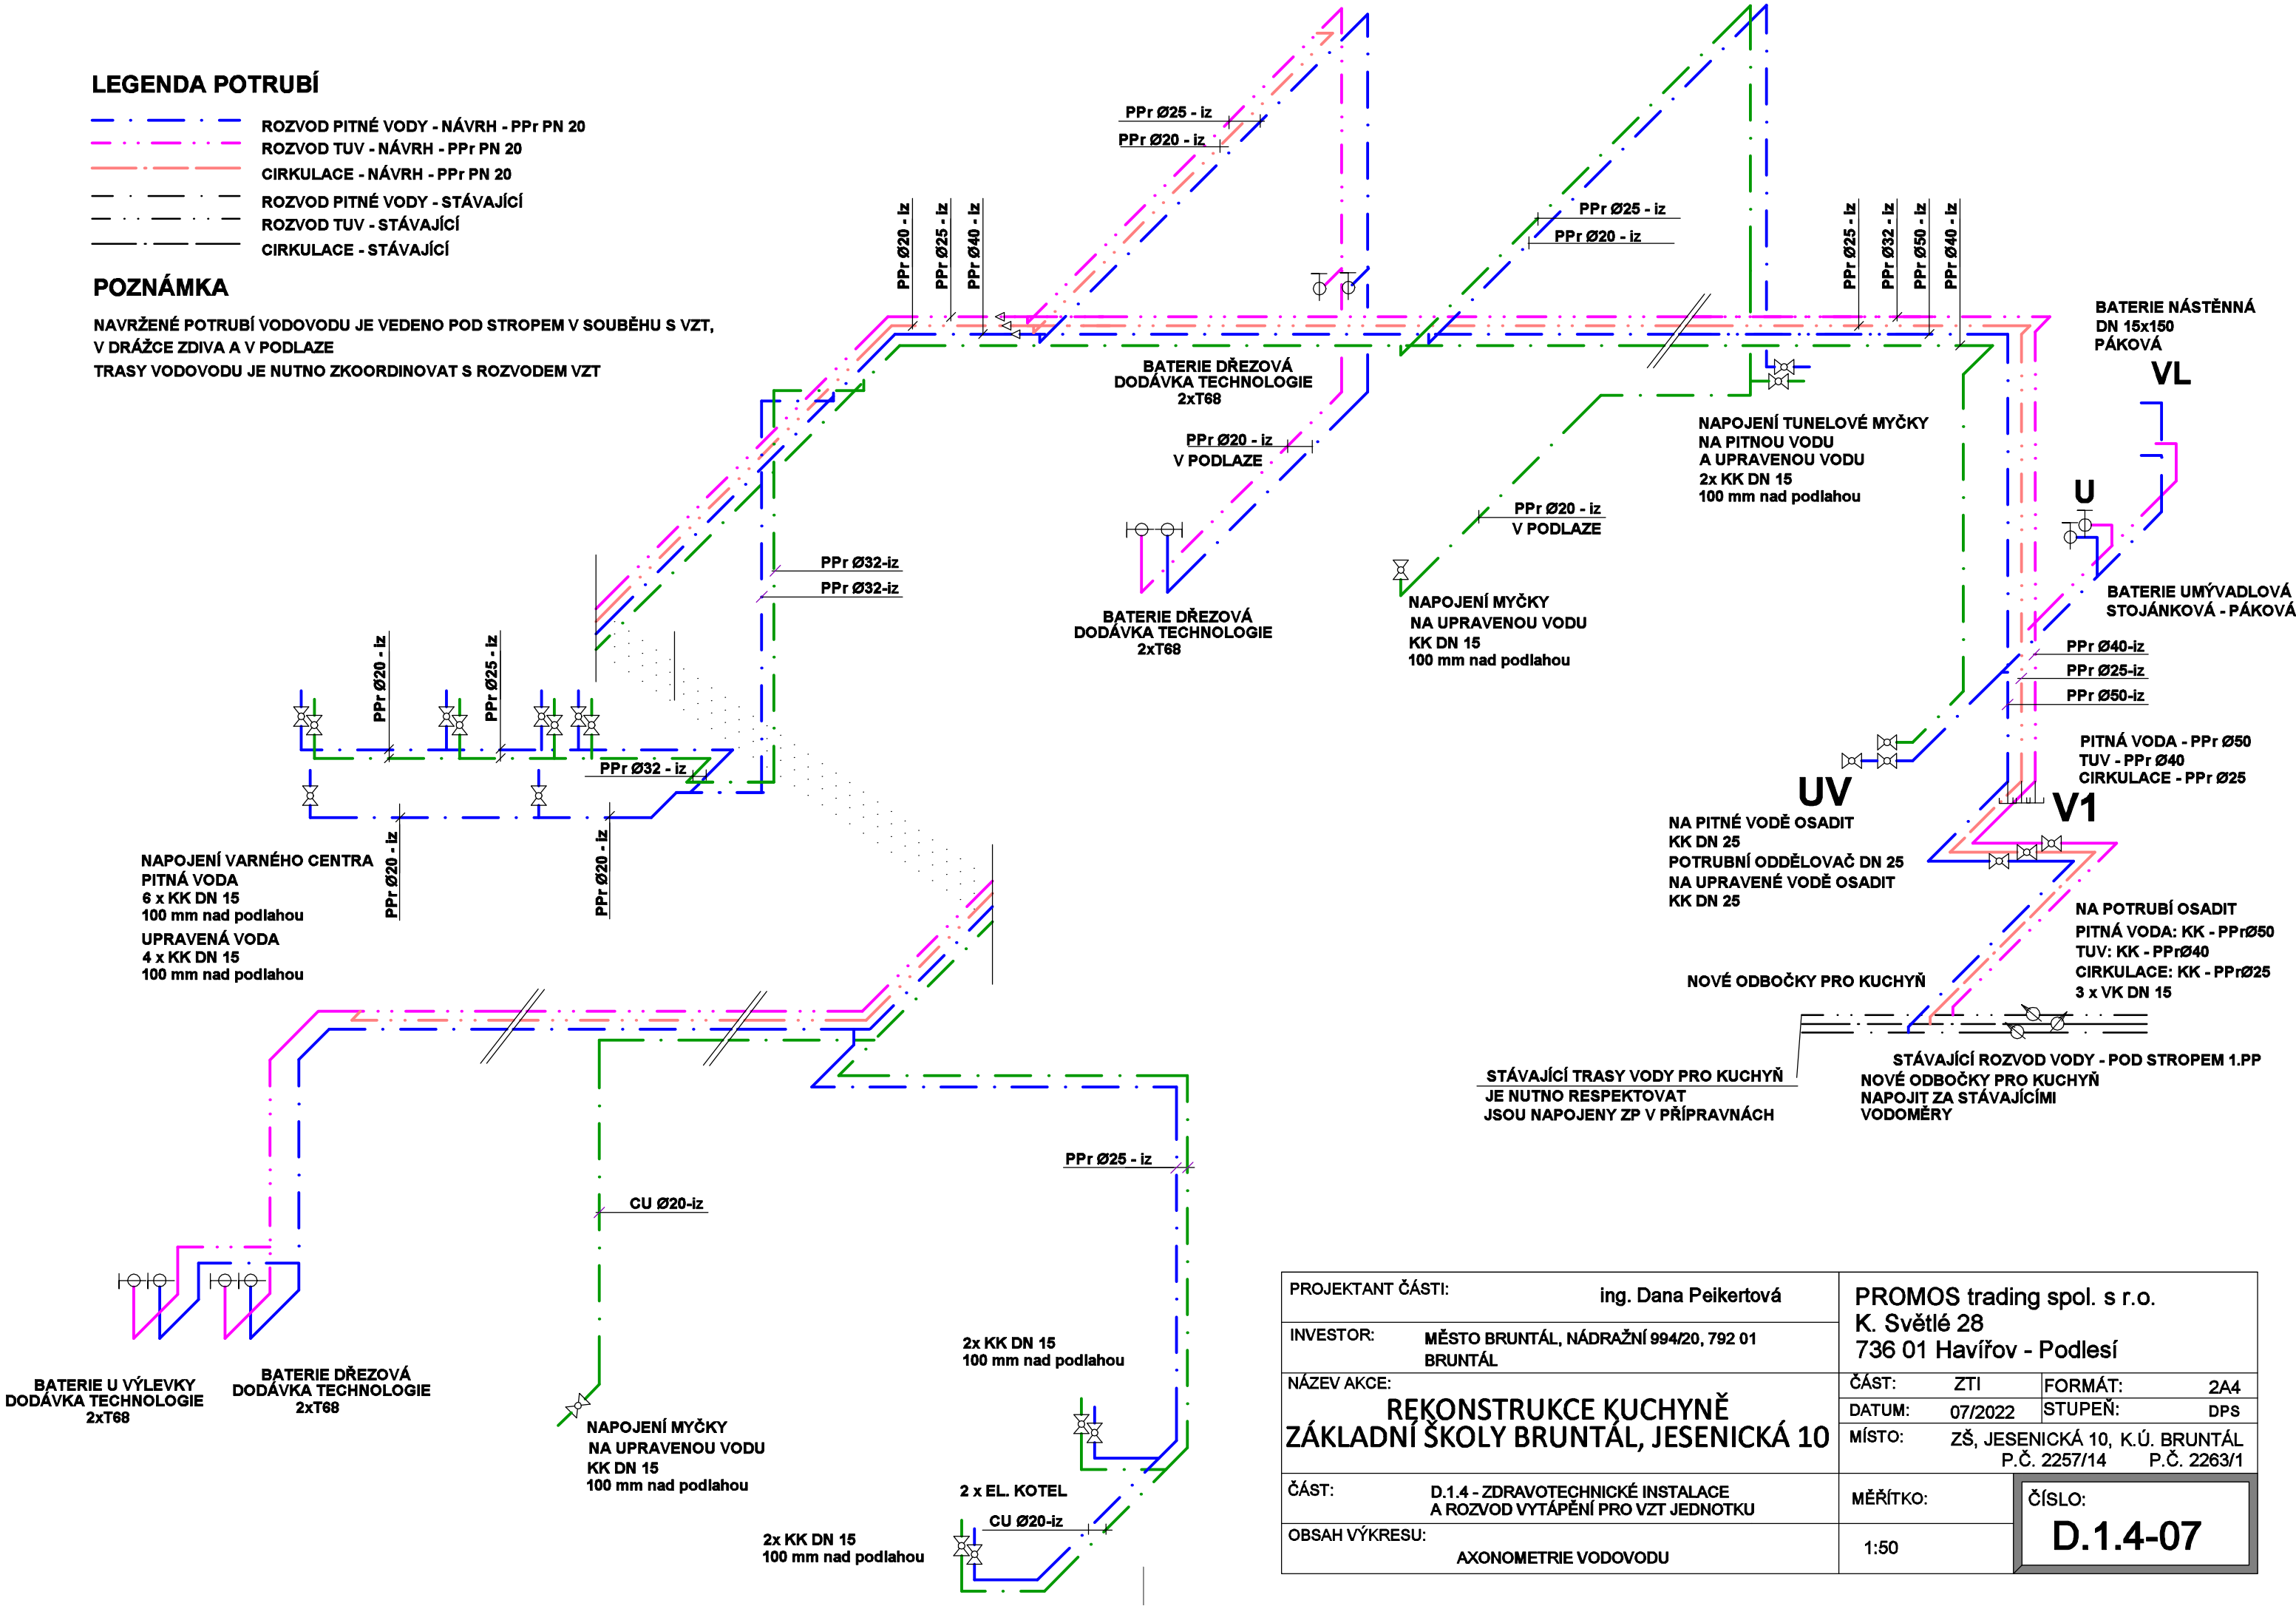 LEGENDA POTRUBÍ
ROZVOD PITNÉ VODY - NÁVRH - PPr PN 20
ROZVOD TUV - NÁVRH - PPr PN 20
CIRKULACE - NÁVRH - PPr PN 20
ROZVOD PITNÉ VODY - STÁVAJÍCÍ
ROZVOD TUV - STÁVAJÍCÍ
CIRKULACE - STÁVAJÍCÍ
POZNÁMKA
NAVRŽENÉ POTRUBÍ VODOVODU JE VEDENO POD STROPEM V SOUBĚHU S VZT,
V DRÁŽCE ZDIVA A V PODLAZE
TRASY VODOVODU JE NUTNO ZKOORDINOVAT S ROZVODEM VZT
PPr Ø25 - iz
PPr Ø20 - iz
PPr Ø20 - iz
PPr Ø25 - iz
PPr Ø40 - iz
PPr Ø25 - iz
PPr Ø20 - iz
PPr Ø25 - iz
PPr Ø32 - iz
PPr Ø50 - iz
PPr Ø40 - iz
BATERIE NÁSTĚNNÁ
DN 15x150
PÁKOVÁ
VL
BATERIE DŘEZOVÁ
DODÁVKA TECHNOLOGIE
2xT68
PPr Ø20 - iz
V PODLAZE
NAPOJENÍ TUNELOVÉ MYČKY
NA PITNOU VODU
A UPRAVENOU VODU
2x KK DN 15
100 mm nad podlahou
U
PPr Ø20 - iz
V PODLAZE
PPr Ø32-iz
PPr Ø32-iz
BATERIE DŘEZOVÁ
DODÁVKA TECHNOLOGIE
2xT68
NAPOJENÍ MYČKY
NA UPRAVENOU VODU
KK DN 15
100 mm nad podlahou
BATERIE UMÝVADLOVÁ
STOJÁNKOVÁ - PÁKOVÁ
PPr Ø40-iz
PPr Ø25-iz
PPr Ø50-iz
PPr Ø20 - iz
PPr Ø25 - iz
PPr Ø32 - iz
PPr Ø20 - iz
PPr Ø20 - iz
PITNÁ VODA - PPr Ø50
TUV - PPr Ø40
CIRKULACE - PPr Ø25
UV
V1
NA PITNÉ VODĚ OSADIT
KK DN 25
POTRUBNÍ ODDĚLOVAČ DN 25
NA UPRAVENÉ VODĚ OSADIT
KK DN 25
NAPOJENÍ VARNÉHO CENTRA
PITNÁ VODA
6 x KK DN 15
100 mm nad podlahou
UPRAVENÁ VODA
4 x KK DN 15
100 mm nad podlahou
NA POTRUBÍ OSADIT
PITNÁ VODA: KK - PPrØ50
TUV: KK - PPrØ40
CIRKULACE: KK - PPrØ25
3 x VK DN 15
NOVÉ ODBOČKY PRO KUCHYŇ
STÁVAJÍCÍ ROZVOD VODY - POD STROPEM 1.PP
NOVÉ ODBOČKY PRO KUCHYŇ
NAPOJIT ZA STÁVAJÍCÍMI
VODOMĚRY
STÁVAJÍCÍ TRASY VODY PRO KUCHYŇ
JE NUTNO RESPEKTOVAT
JSOU NAPOJENY ZP V PŘÍPRAVNÁCH
PPr Ø25 - iz
CU Ø20-iz
BATERIE U VÝLEVKY
DODÁVKA TECHNOLOGIE
2xT68
BATERIE DŘEZOVÁ
DODÁVKA TECHNOLOGIE
2xT68
NAPOJENÍ MYČKY
NA UPRAVENOU VODU
KK DN 15
100 mm nad podlahou
2x KK DN 15
100 mm nad podlahou
2 x EL. KOTEL
CU Ø20-iz
2x KK DN 15
100 mm nad podlahou
PROJEKTANT ČÁSTI: ing. Dana Peikertová
PROMOS trading spol. s r.o.
K. Světlé 28
736 01 Havířov - Podlesí
INVESTOR: MĚSTO BRUNTÁL, NÁDRAŽNÍ 994/20, 792 01
BRUNTÁL
NÁZEV AKCE:
REKONSTRUKCE KUCHYNĚ
ZÁKLADNÍ ŠKOLY BRUNTÁL, JESENICKÁ 10
ČÁST: ZTI FORMÁT: 2A4
DATUM: 07/2022 STUPEŇ: DPS
MÍSTO: ZŠ, JESENICKÁ 10, K.Ú. BRUNTÁL
P.Č. 2257/14 P.Č. 2263/1
ČÁST: D.1.4 - ZDRAVOTECHNICKÉ INSTALACE
A ROZVOD VYTÁPĚNÍ PRO VZT JEDNOTKU
OBSAH VÝKRESU:
AXONOMETRIE VODOVODU
MĚŘÍTKO:
1:50
ČÍSLO:
D.1.4-07